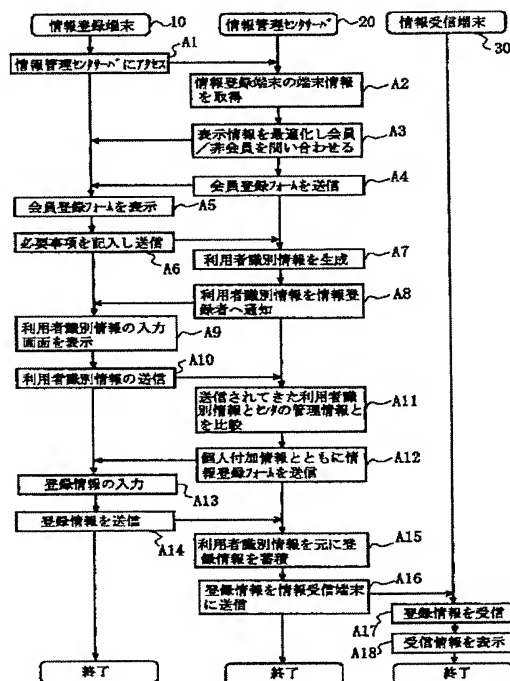 情報登録端末
10
情報管理センタサーバ
20
情報受信端末
30
A1
情報管理センタサーバにアクセス
情報登録端末の端末情報
を取得
A2
表示情報を最適化し会員
／非会員を問い合わせる
A3
会員登録フォームを送信
A4
会員登録フォームを表示
A5
必要事項を記入し送信
A6
利用者識別情報を生成
A7
利用者識別情報を情報登
録者へ通知
A8
利用者識別情報の入力
画面を表示
A9
A10
利用者識別情報の送信
送信されてきた利用者識
別情報とセンタの管理情報と
を比較
A11
個人付加情報とともに情
報登録フォームを送信
A12
登録情報の入力
A13
登録情報を送信
A14
利用者識別情報を元に登
録情報を蓄積
A15
登録情報を情報受信端末
に送信
A16
登録情報を受信
A17
受信情報を表示
A18
終了
終了
終了